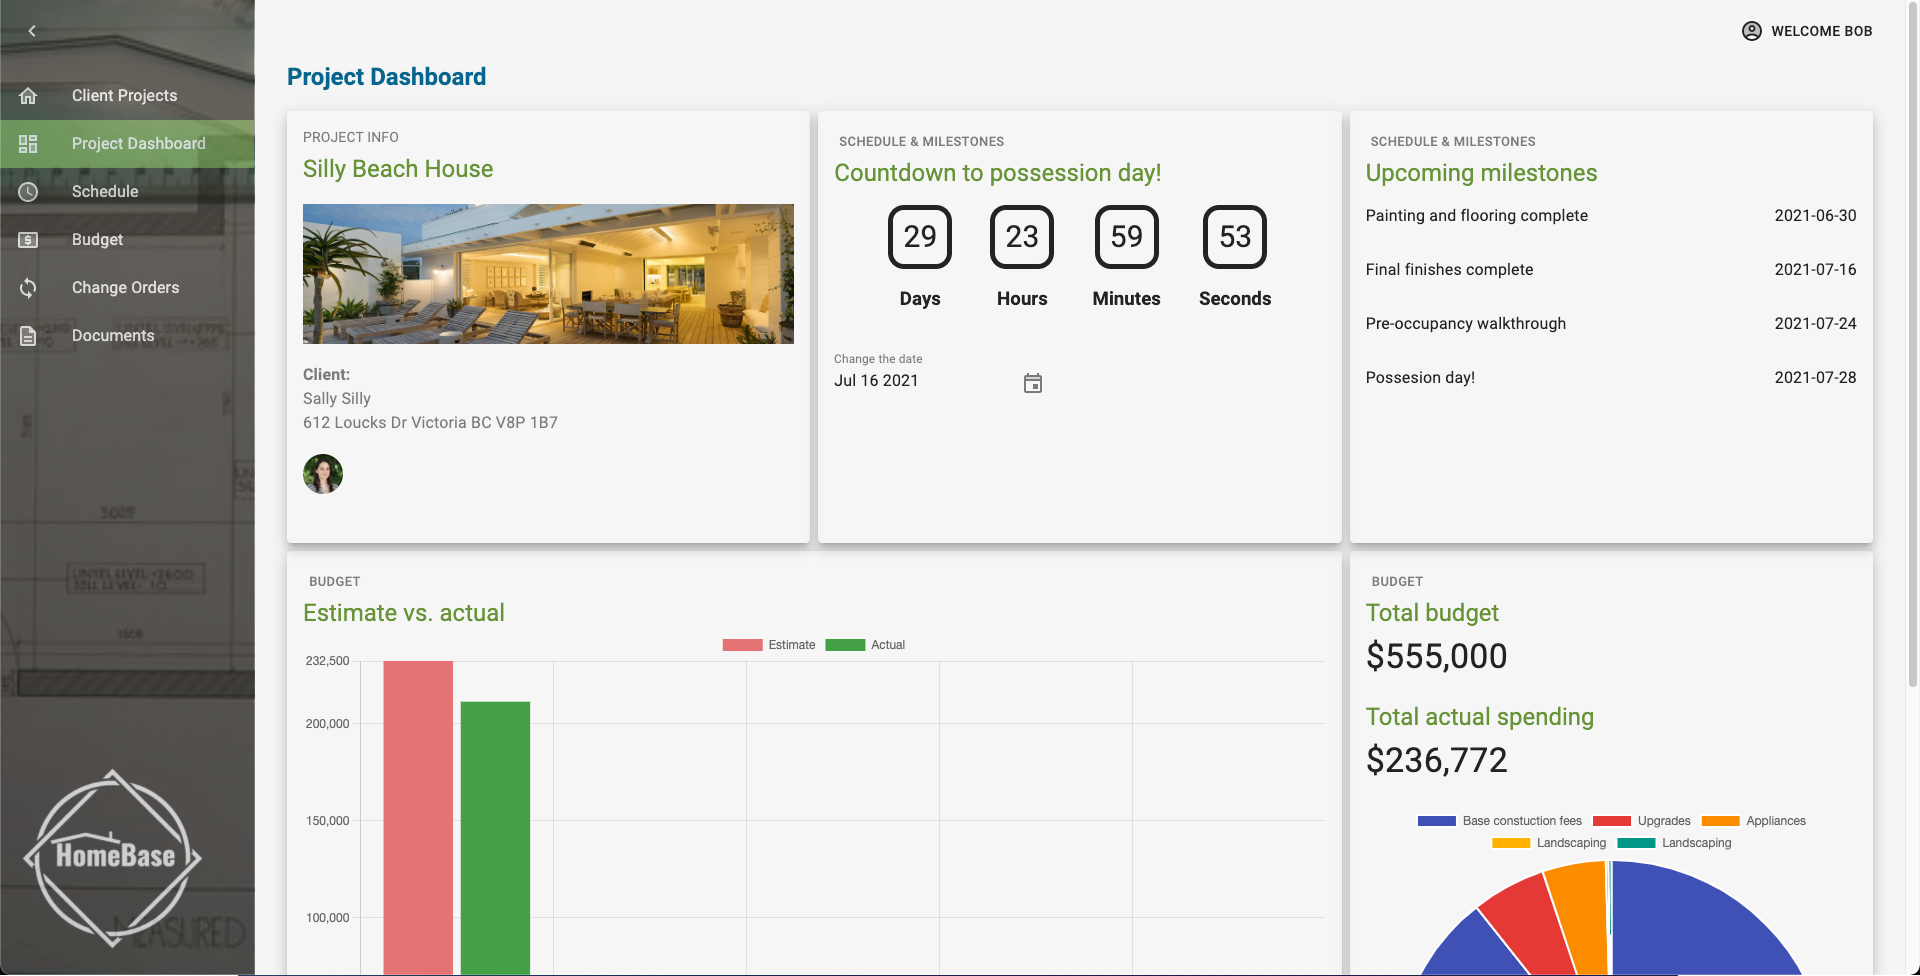 WELCOME BOB
Client Projects
Project Dashboard
Schedule
Budget
Change Orders
Documents
HomeBase
MEASURED
Project Dashboard
PROJECT INFO
Silly Beach House
Client:
Sally Silly
612 Loucks Dr Victoria BC V8P 1B7
SCHEDULE & MILESTONES
Countdown to possession day!
29 23 59 53
Days Hours Minutes Seconds
Change the date
Jul 16 2021
SCHEDULE & MILESTONES
Upcoming milestones
Painting and flooring complete 2021-06-30
Final finishes complete 2021-07-16
Pre-occupancy walkthrough 2021-07-24
Possesion day! 2021-07-28
BUDGET
Estimate vs. actual
Estimate Actual
232,500
200,000
150,000
100,000
BUDGET
Total budget
$555,000
Total actual spending
$236,772
Base constuction fees Upgrades Appliances
Landscaping Landscaping